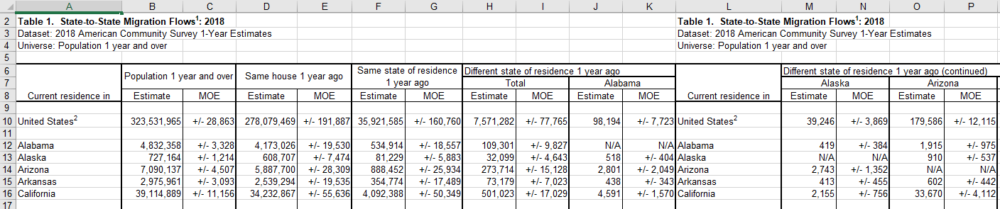 A B C D E F G H I J K L M N O P
2 Table 1. State-to-State Migration Flows¹: 2018 Table 1. State-to-State Migration Flows¹: 2018
3 Dataset: 2018 American Community Survey 1-Year Estimates Dataset: 2018 American Community Survey 1-Year Estimates
4 Universe: Population 1 year and over Universe: Population 1 year and over
5
6 Population 1 year and over Same house 1 year ago Same state of residence 1 year ago Different state of residence 1 year ago Different state of residence 1 year ago (continued)
7 Total Alabama Alaska Arizona
8 Current residence in Estimate MOE Estimate MOE Estimate MOE Estimate MOE Estimate MOE Current residence in Estimate MOE Estimate MOE
9
10 United States² 323,531,965 +/- 28,863 278,079,469 +/- 191,887 35,921,585 +/- 160,760 7,571,282 +/- 77,765 98,194 +/- 7,723 United States² 39,246 +/- 3,869 179,586 +/- 12,115
11
12 Alabama 4,832,358 +/- 3,328 4,173,026 +/- 19,530 534,914 +/- 18,557 109,301 +/- 9,827 N/A N/A Alabama 419 +/- 384 1,915 +/- 975
13 Alaska 727,164 +/- 1,214 608,707 +/- 7,474 81,229 +/- 5,883 32,099 +/- 4,643 518 +/- 404 Alaska N/A N/A 910 +/- 537
14 Arizona 7,090,137 +/- 4,507 5,887,700 +/- 28,309 888,452 +/- 25,934 273,714 +/- 15,128 2,801 +/- 2,049 Arizona 2,743 +/- 1,352 N/A N/A
15 Arkansas 2,975,961 +/- 3,093 2,539,294 +/- 19,535 354,774 +/- 17,489 73,179 +/- 7,023 438 +/- 343 Arkansas 413 +/- 455 602 +/- 442
16 California 39,114,889 +/- 11,156 34,232,867 +/- 55,636 4,092,388 +/- 50,349 501,023 +/- 17,029 4,591 +/- 1,570 California 2,155 +/- 756 33,670 +/- 4,112
17